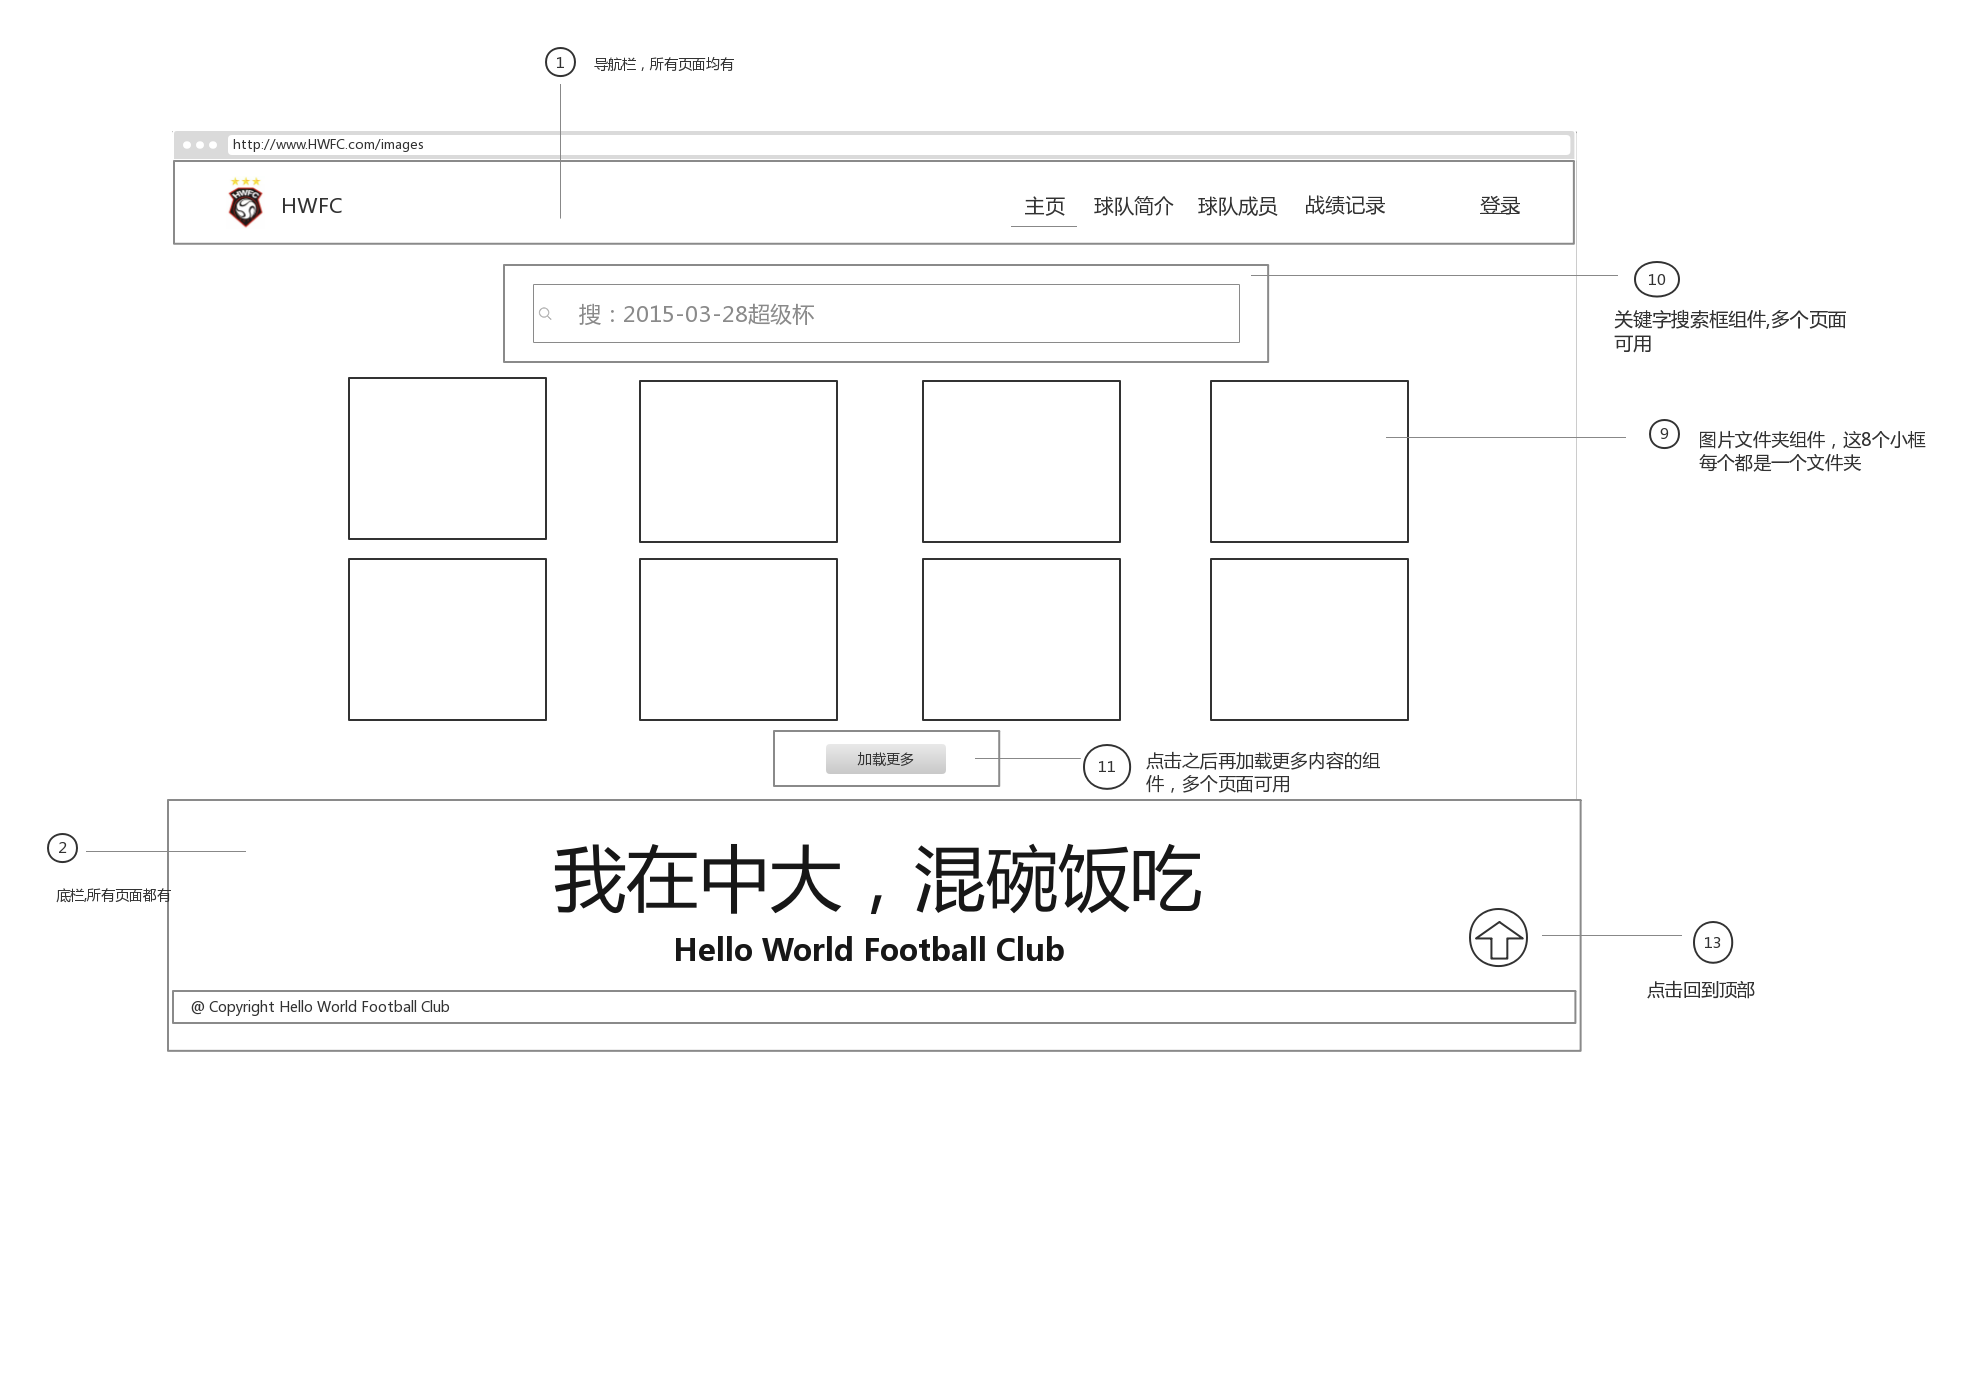 1
导航栏，所有页面均有
http://www.HWFC.com/images
HWFC
HWFC
主页
球队简介
球队成员
战绩记录
登录
10
关键字搜索框组件,多个页面
可用
搜：2015-03-28超级杯
9
图片文件夹组件，这8个小框
每个都是一个文件夹
加载更多
11
点击之后再加载更多内容的组
件，多个页面可用
2
底栏,所有页面都有
我在中大，混碗饭吃
Hello World Football Club
13
点击回到顶部
@ Copyright Hello World Football Club